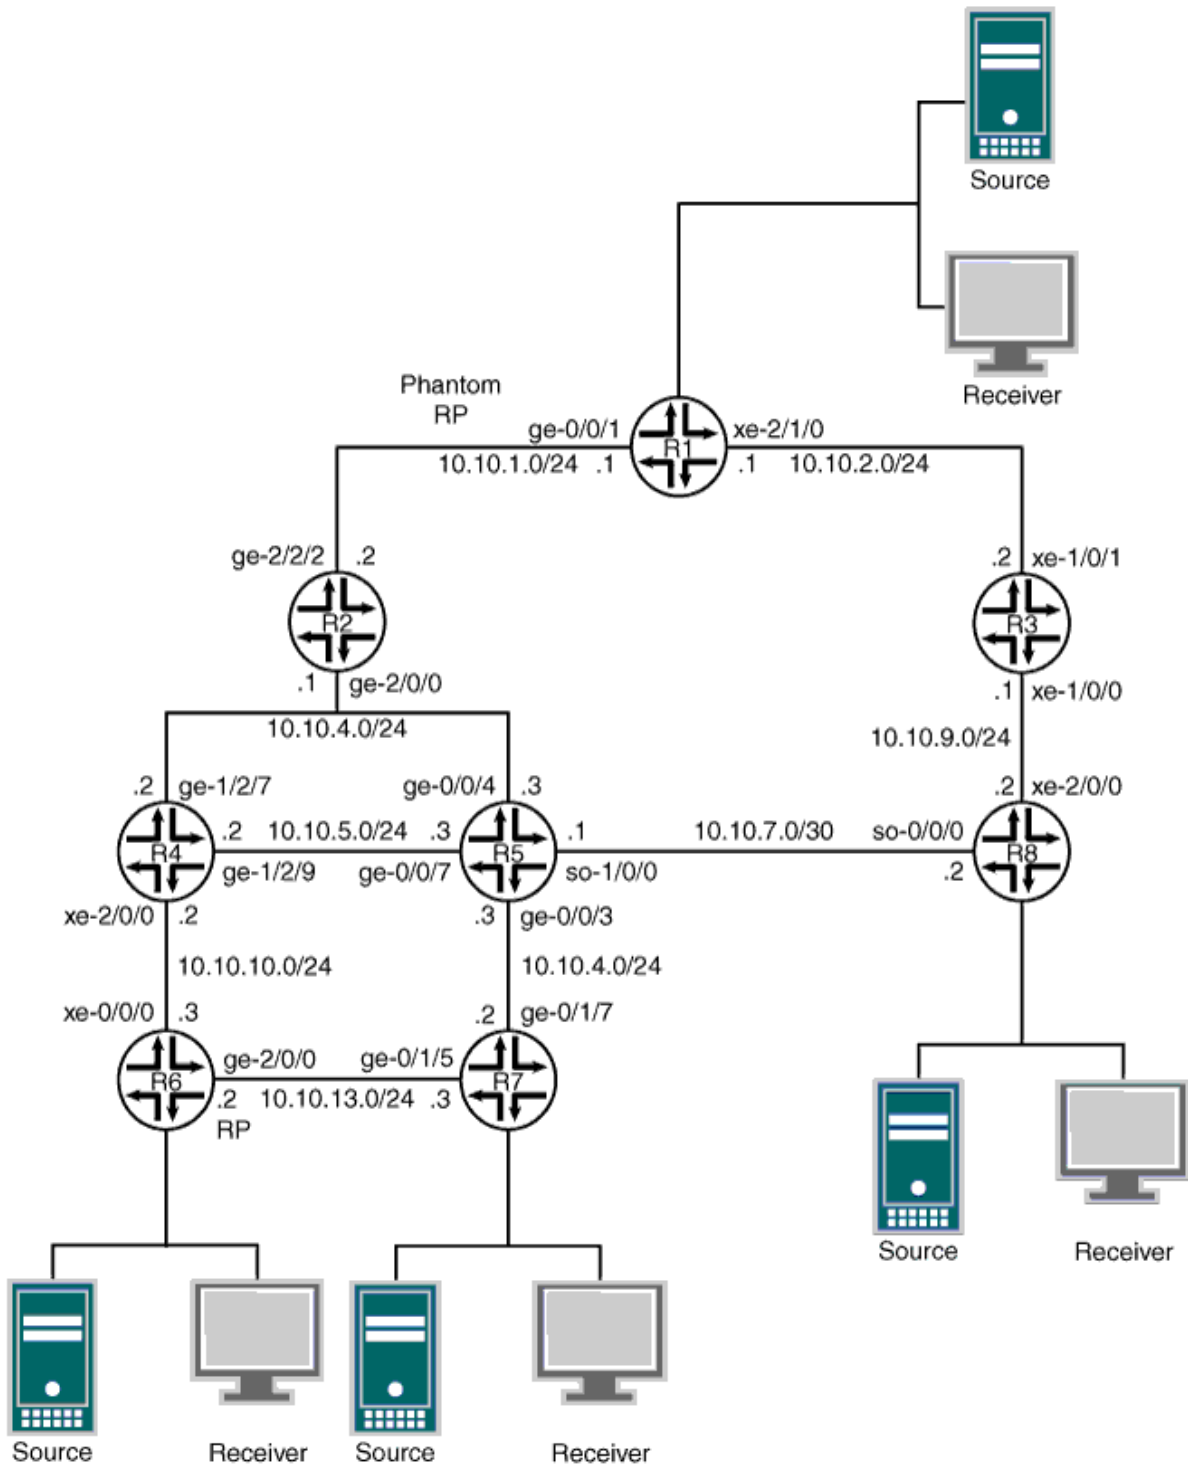 Source
Receiver
Phantom
RP
ge-0/0/1
R1
xe-2/1/0
10.10.1.0/24
.1
.1
10.10.2.0/24
ge-2/2/2
.2
.2
xe-1/0/1
R2
R3
.1
ge-2/0/0
.1
xe-1/0/0
10.10.4.0/24
10.10.9.0/24
.2
ge-1/2/7
ge-0/0/4
.3
.2
xe-2/0/0
.2
10.10.5.0/24
.3
.1
10.10.7.0/30
so-0/0/0
R4
R5
R8
ge-1/2/9
ge-0/0/7
so-1/0/0
.2
xe-2/0/0
.2
.3
ge-0/0/3
10.10.10.0/24
10.10.4.0/24
xe-0/0/0
.3
.2
ge-0/1/7
ge-2/0/0
ge-0/1/5
R6
R7
.2
10.10.13.0/24
.3
RP
Source
Receiver
Source
Receiver
Source
Receiver